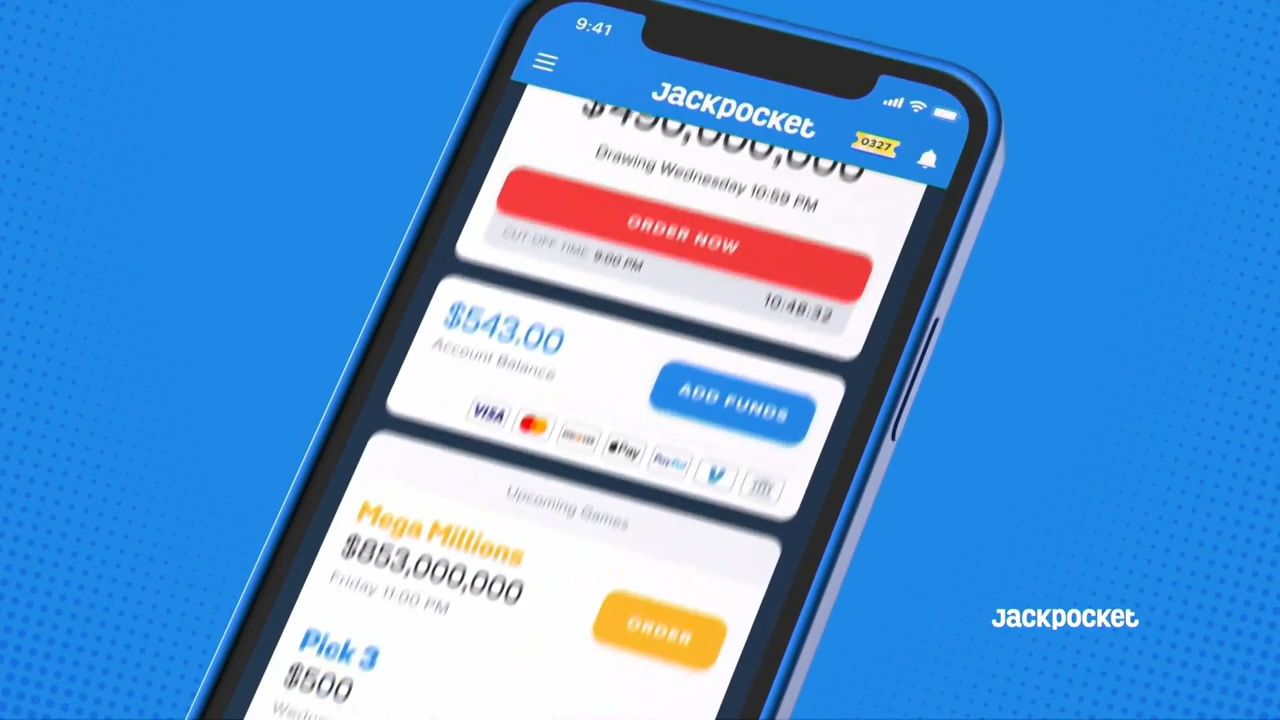 9:41
Jackpocket
0327
Drawing Wednesday 10:59 PM
ORDER NOW
CUT-OFF TIME 9:00 PM
10:48:32
$543.00
Account Balance
ADD FUNDS
VISA
Pay
PayPal
Upcoming Games
Mega Millions
$853,000,000
Friday 11:00 PM
ORDER
Pick 3
$500
Jackpocket